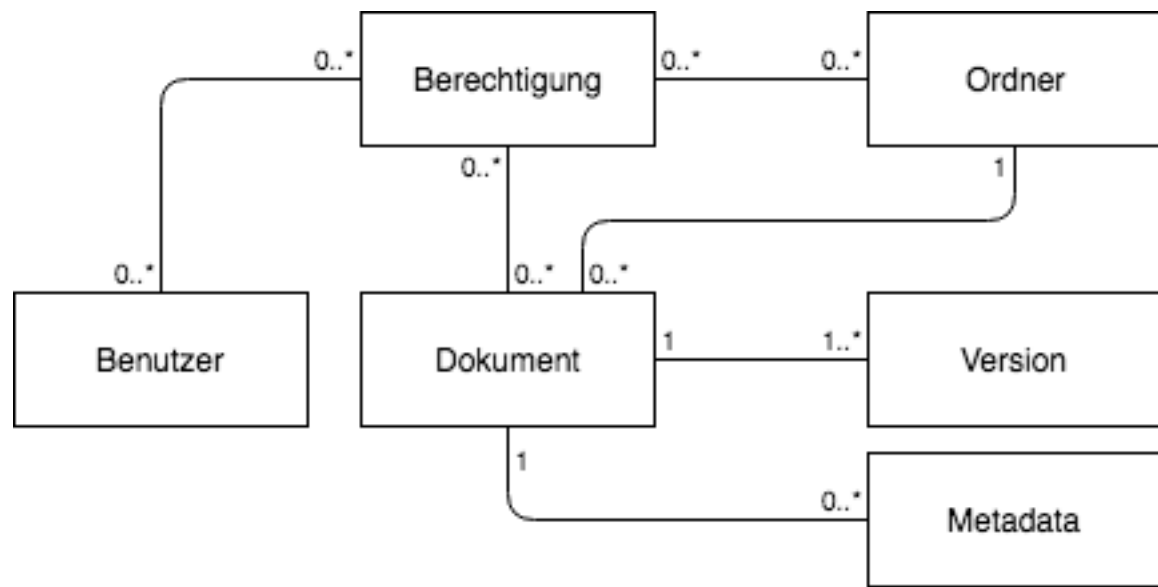 0..*
Berechtigung
0..*
0..*
Ordner
0..*
1
0..*
0..*
0..*
Benutzer
Dokument
1
1..*
Version
1
0..*
Metadata